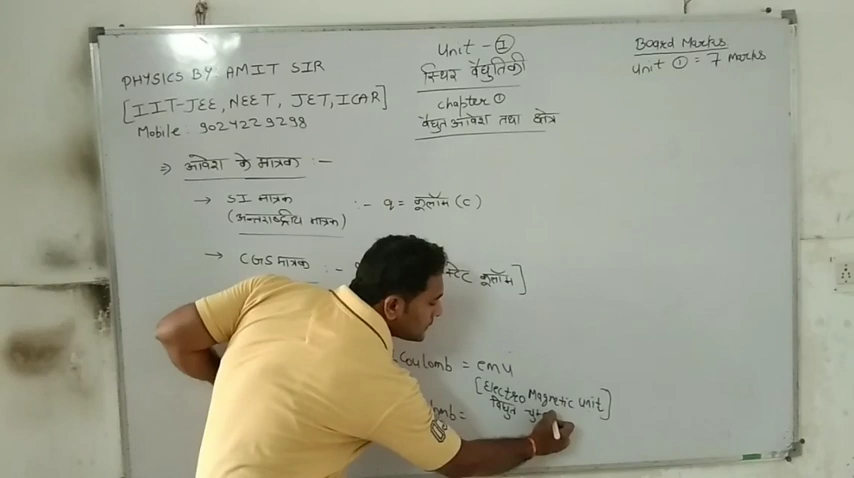 Unit - ①
स्थिर वैद्युतिकी
Chapter ①
वैद्युत आवेश तथा क्षेत्र
Board Marks
Unit ① = 7 Marks
PHYSICS BY AMIT SIR
[IIT-JEE, NEET, JET, ICAR]
Mobile - 9024229298
⇒ आवेश के मात्रक :-
→ SI मात्रक :- q = कूलॉम (C)
(अन्तराष्ट्रीय मात्रक)
→ CGS मात्रक :- स्टेट कूलॉम]
Coulomb = emu
[Electro Magnetic Unit]
विद्युत